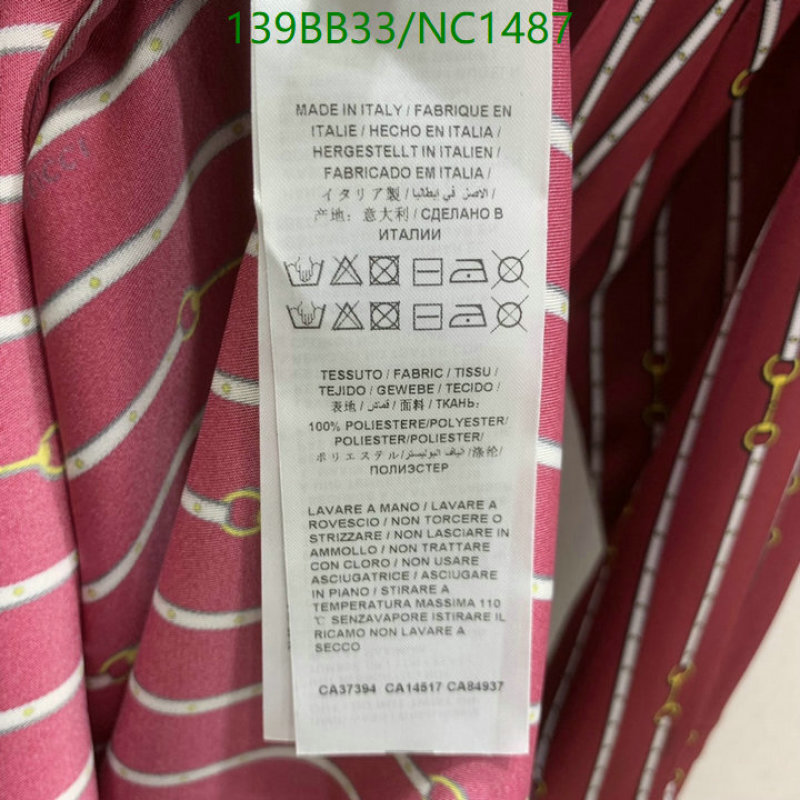 139BB33/NC1487
MADE IN ITALY / FABRIQUE EN
ITALIE / HECHO EN ITALIA /
HERGESTELLT IN ITALIEN /
FABRICADO EM ITALIA /
イタリア製 / الاصل في ايطاليا /
产地：意大利 / СДЕЛАНО В
ИТАЛИИ
TESSUTO / FABRIC / TISSU /
TEJIDO / GEWEBE / TECIDO /
表地 / قماش / 面料 / ТКАНЬ:
100% POLIESTERE/POLYESTER/
POLIESTER/POLIESTER/
ポリエステル / الياف البوليستر / 涤纶/
ПОЛИЭСТЕР
LAVARE A MANO / LAVARE A
ROVESCIO / NON TORCERE O
STRIZZARE / NON LASCIARE IN
AMMOLLO / NON TRATTARE
CON CLORO / NON USARE
ASCIUGATRICE / ASCIUGARE
IN PIANO / STIRARE A
TEMPERATURA MASSIMA 110
°C SENZAVAPORE ISTIRARE IL
RICAMO NON LAVARE A
SECCO
CA37394 CA14517 CA84937